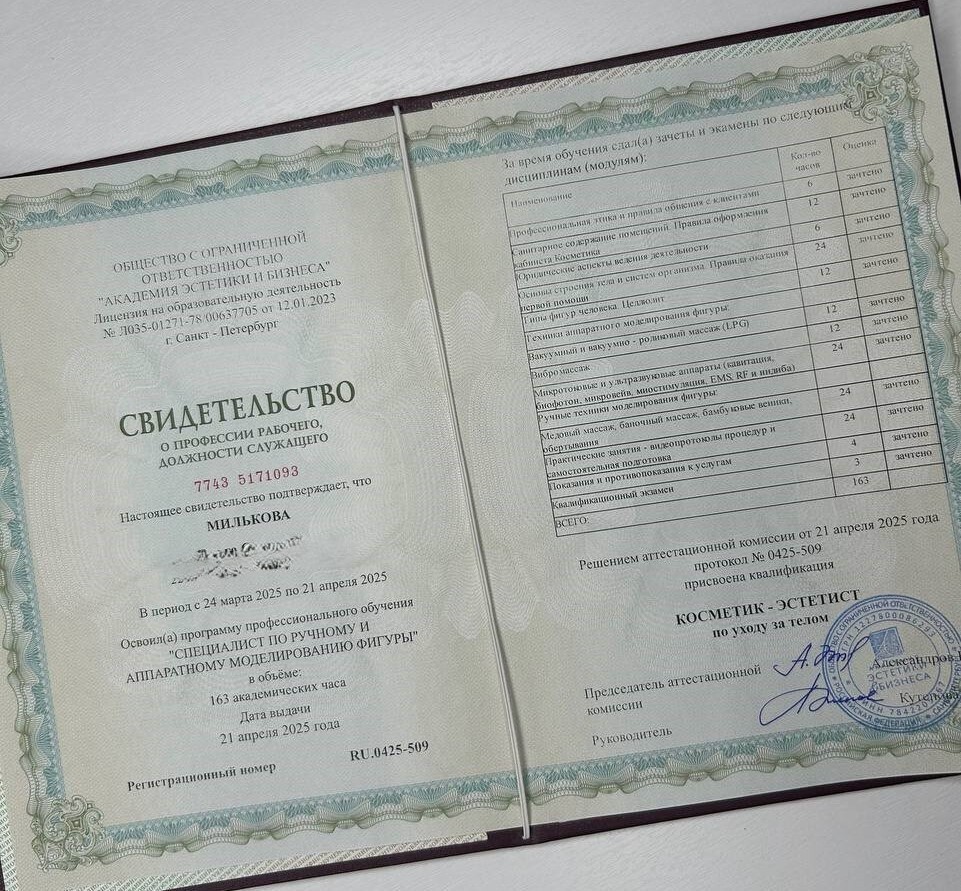 ОБЩЕСТВО С ОГРАНИЧЕННОЙ
ОТВЕТСТВЕННОСТЬЮ
"АКАДЕМИЯ ЭСТЕТИКИ И БИЗНЕСА"
Лицензия на образовательную деятельность
№ Л035-01271-78/00637705 от 12.01.2023
г. Санкт - Петербург
СВИДЕТЕЛЬСТВО
О ПРОФЕССИИ РАБОЧЕГО,
ДОЛЖНОСТИ СЛУЖАЩЕГО
7743 5171093
Настоящее свидетельство подтверждает, что
МИЛЬКОВА
В период с 24 марта 2025 по 21 апреля 2025
Освоил(а) программу профессионального обучения
"СПЕЦИАЛИСТ ПО РУЧНОМУ И
АППАРАТНОМУ МОДЕЛИРОВАНИЮ ФИГУРЫ"
в объёме:
163 академических часа
Дата выдачи
21 апреля 2025 года
Регистрационный номер RU.0425-509
За время обучения сдал(а) зачеты и экзамены по следующим
дисциплинам (модулям):
Наименование Кол-во часов Оценка
Профессиональная этика и правила общения с клиентами 6 зачтено
Санитарное содержание помещений. Правила оформления 12 зачтено
кабинета Косметика
Юридические аспекты ведения деятельности 6 зачтено
Основы строения тела и систем организма. Правила оказания 24 зачтено
первой помощи
Типы фигур человека. Целлюлит 12 зачтено
Техники аппаратного моделирования фигуры:
Вакуумный и вакуумно - роликовый массаж (LPG) 12 зачтено
Вибромассаж 12 зачтено
Микротоковые и ультразвуковые аппараты (кавитация, 24 зачтено
биофотон, микровейв, миостимуляция, EMS, RF и индиба)
Ручные техники моделирования фигуры:
Медовый массаж, баночный массаж, бамбуковые веники, 24 зачтено
обертывания
Практические занятия - видеопротоколы процедур и 24 зачтено
самостоятельная подготовка
Показания и противопоказания к услугам 4 зачтено
Квалификационный экзамен 3 зачтено
ВСЕГО: 163
Решением аттестационной комиссии от 21 апреля 2025 года
протокол № 0425-509
присвоена квалификация
КОСМЕТИК - ЭСТЕТИСТ
по уходу за телом
Председатель аттестационной
комиссии
Александров
Руководитель
ЭСТЕТИКИ
И БИЗНЕСА